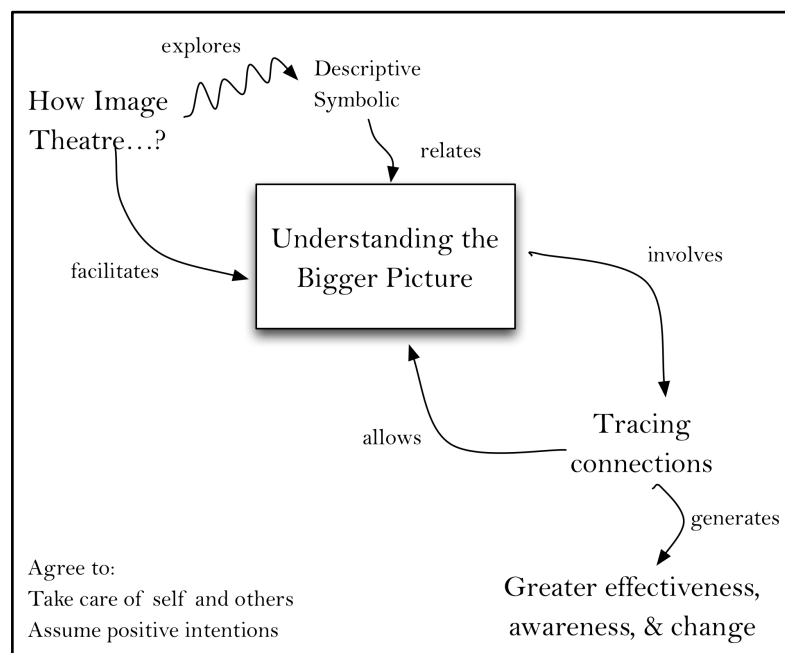 explores
How Image
Theatre...?
Descriptive
Symbolic
relates
facilitates
Understanding the
Bigger Picture
involves
allows
Tracing
connections
generates
Greater effectiveness,
awareness, & change
Agree to:
Take care of self and others
Assume positive intentions